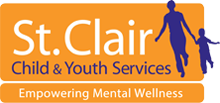 St. Clair
Child & Youth Services
Empowering Mental Wellness